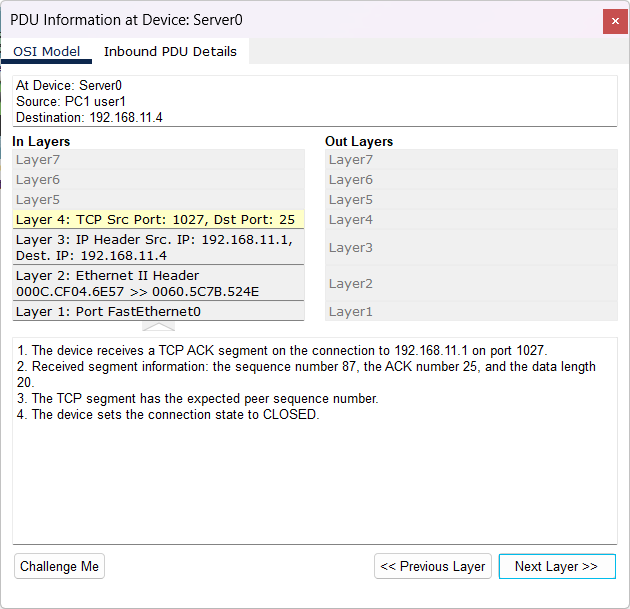 PDU Information at Device: Server0
OSI Model
Inbound PDU Details
At Device: Server0
Source: PC1 user1
Destination: 192.168.11.4
In Layers
Layer7
Layer6
Layer5
Layer 4: TCP Src Port: 1027, Dst Port: 25
Layer 3: IP Header Src. IP: 192.168.11.1,
Dest. IP: 192.168.11.4
Layer 2: Ethernet II Header
000C.CF04.6E57 >> 0060.5C7B.524E
Layer 1: Port FastEthernet0
Out Layers
Layer7
Layer6
Layer5
Layer4
Layer3
Layer2
Layer1
1. The device receives a TCP ACK segment on the connection to 192.168.11.1 on port 1027.
2. Received segment information: the sequence number 87, the ACK number 25, and the data length
20.
3. The TCP segment has the expected peer sequence number.
4. The device sets the connection state to CLOSED.
Challenge Me
<< Previous Layer
Next Layer >>